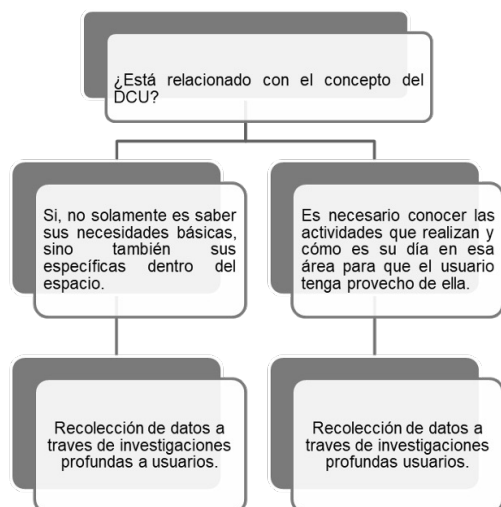 ¿Está relacionado con el concepto del
DCU?
Si, no solamente es saber
sus necesidades básicas,
sino también sus
específicas dentro del
espacio.
Es necesario conocer las
actividades que realizan y
cómo es su día en esa
área para que el usuario
tenga provecho de ella.
Recolección de datos a
traves de investigaciones
profundas a usuarios.
Recolección de datos a
traves de investigaciones
profundas usuarios.